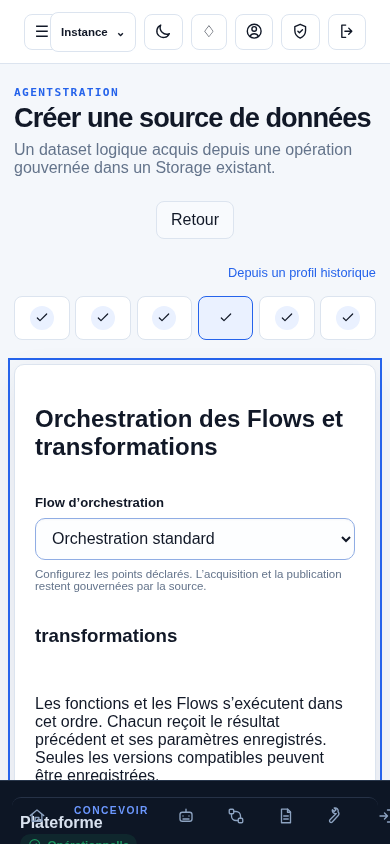 Instance
AGENTSTRATION
Créer une source de données
Un dataset logique acquis depuis une opération
gouvernée dans un Storage existant.
Retour
Depuis un profil historique
Orchestration des Flows et
transformations
Flow d’orchestration
Orchestration standard
Configurez les points déclarés. L’acquisition et la publication
restent gouvernées par la source.
transformations
Les fonctions et les Flows s’exécutent dans
cet ordre. Chacun reçoit le résultat
précédent et ses paramètres enregistrés.
Seules les versions compatibles peuvent
être enregistrées.
CONCEVOIR
Plateforme
Opérationnelle